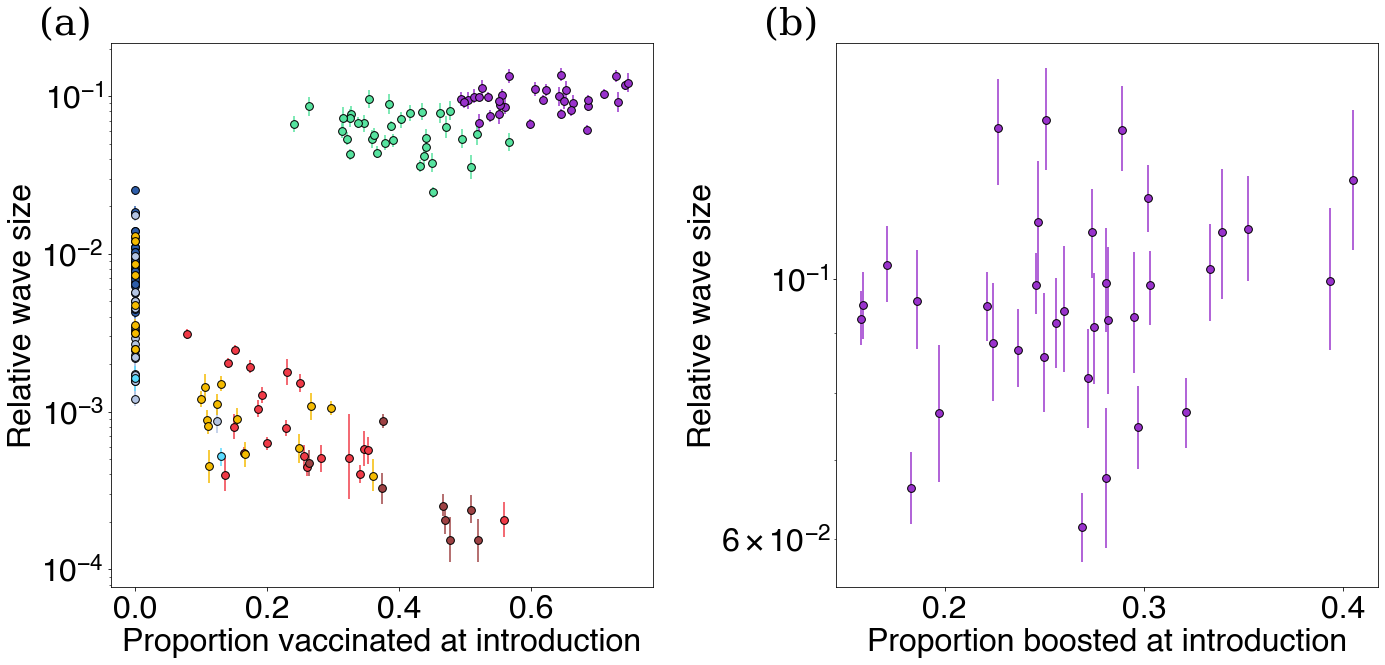 (a)
Relative wave size
10⁻¹
10⁻²
10⁻³
10⁻⁴
0.0 0.2 0.4 0.6
Proportion vaccinated at introduction
(b)
Relative wave size
10⁻¹
6 × 10⁻²
0.2 0.3 0.4
Proportion boosted at introduction